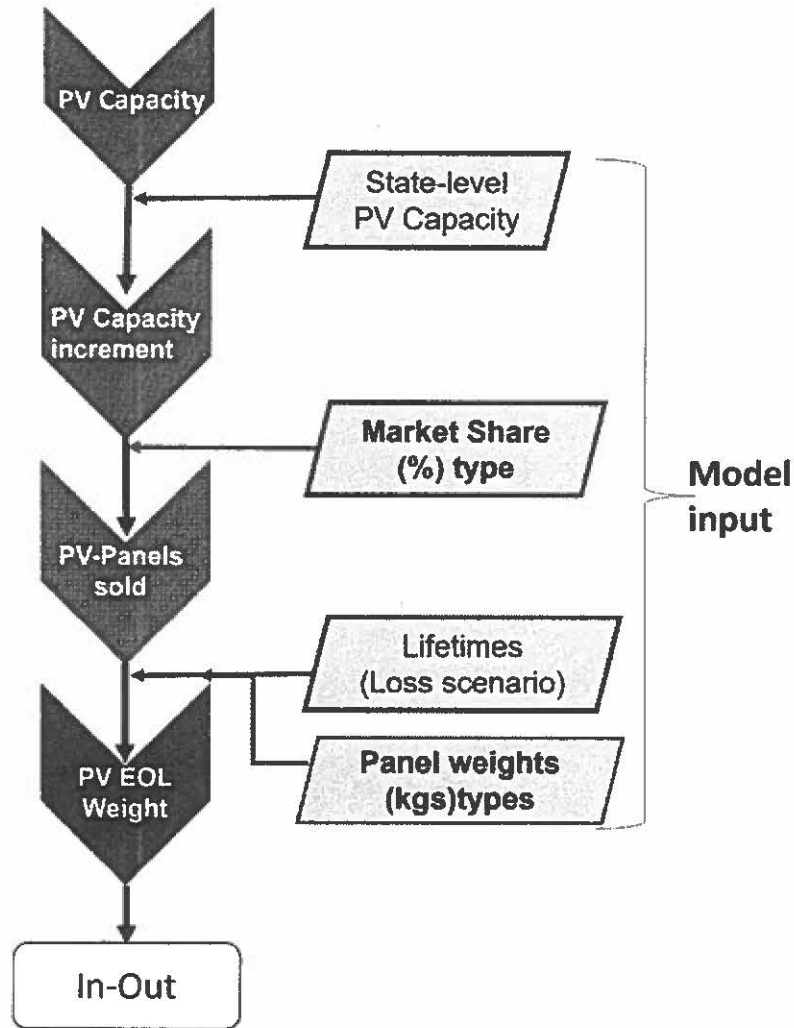 PV Capacity
State-level
PV Capacity
PV Capacity
increment
Market Share
(%) type
PV-Panels
sold
Model
input
Lifetimes
(Loss scenario)
Panel weights
(kgs)types
PV EOL
Weight
In-Out